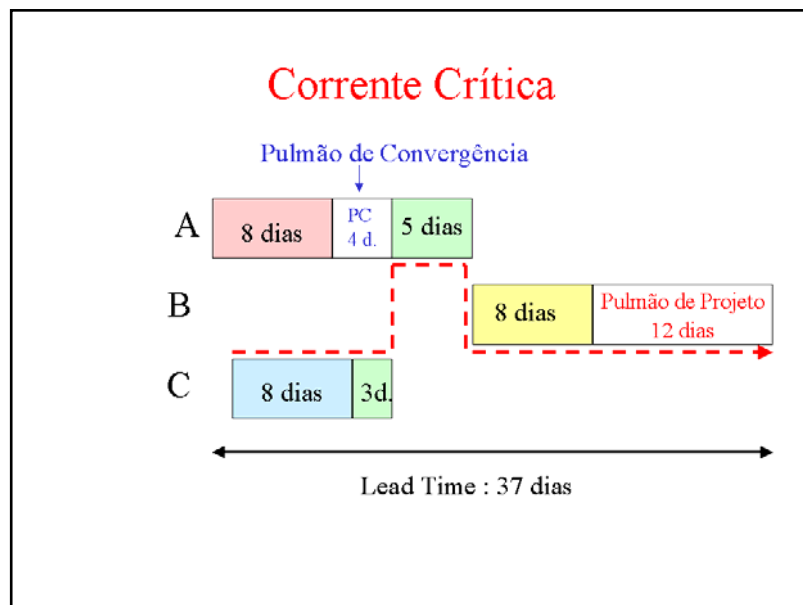 Corrente Crítica
Pulmão de Convergência
A
8 dias
PC
4 d.
5 dias
B
8 dias
Pulmão de Projeto
12 dias
C
8 dias
3d.
Lead Time : 37 dias